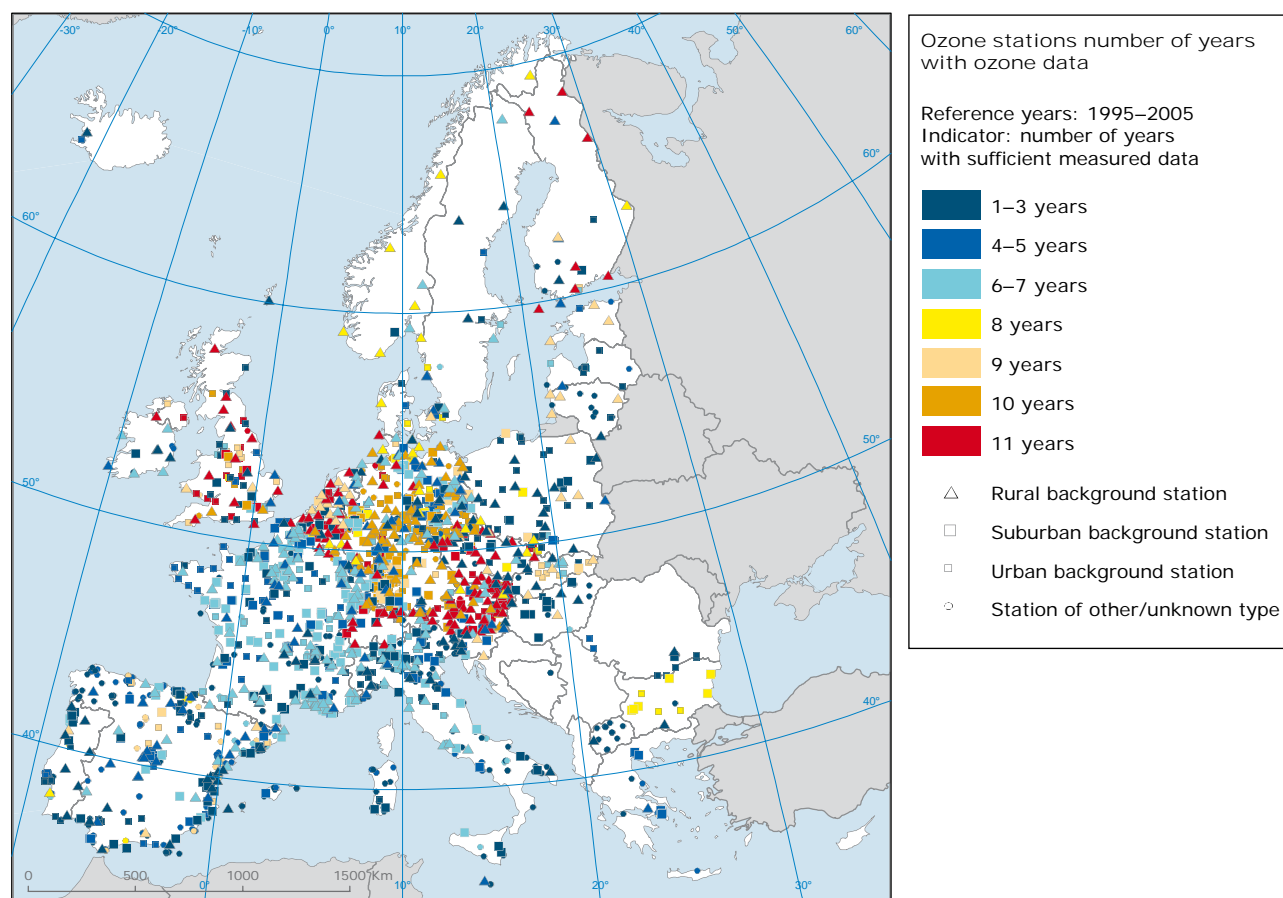 -30°
-20°
-10°
0°
10°
20°
30°
40°
50°
60°
60°
60°
50°
50°
40°
40°
0
500
1000
1500 Km
0°
10°
20°
30°
Ozone stations number of years
with ozone data
Reference years: 1995–2005
Indicator: number of years
with sufficient measured data
1–3 years
4–5 years
6–7 years
8 years
9 years
10 years
11 years
Rural background station
Suburban background station
Urban background station
Station of other/unknown type